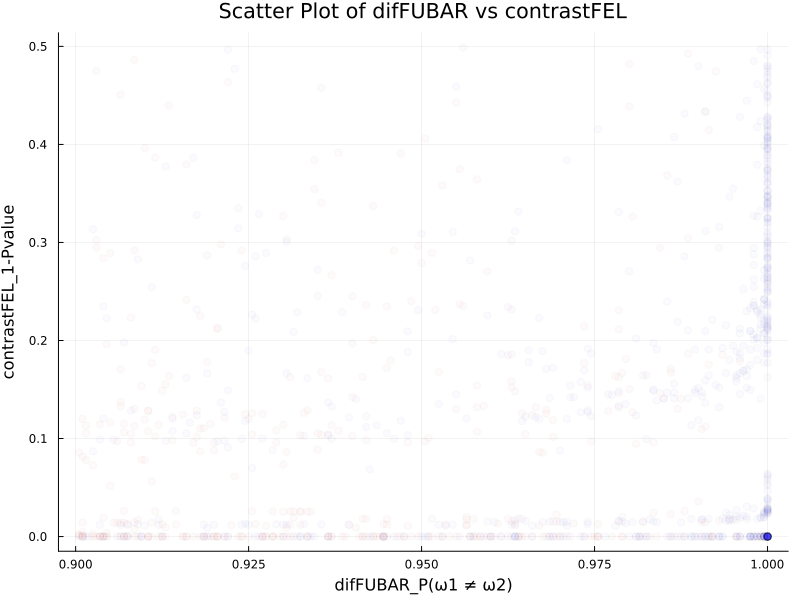 Scatter Plot of difFUBAR vs contrastFEL
contrastFEL_1-Pvalue
0.5
0.4
0.3
0.2
0.1
0.0
0.900 0.925 0.950 0.975 1.000
difFUBAR_P(ω1 ≠ ω2)